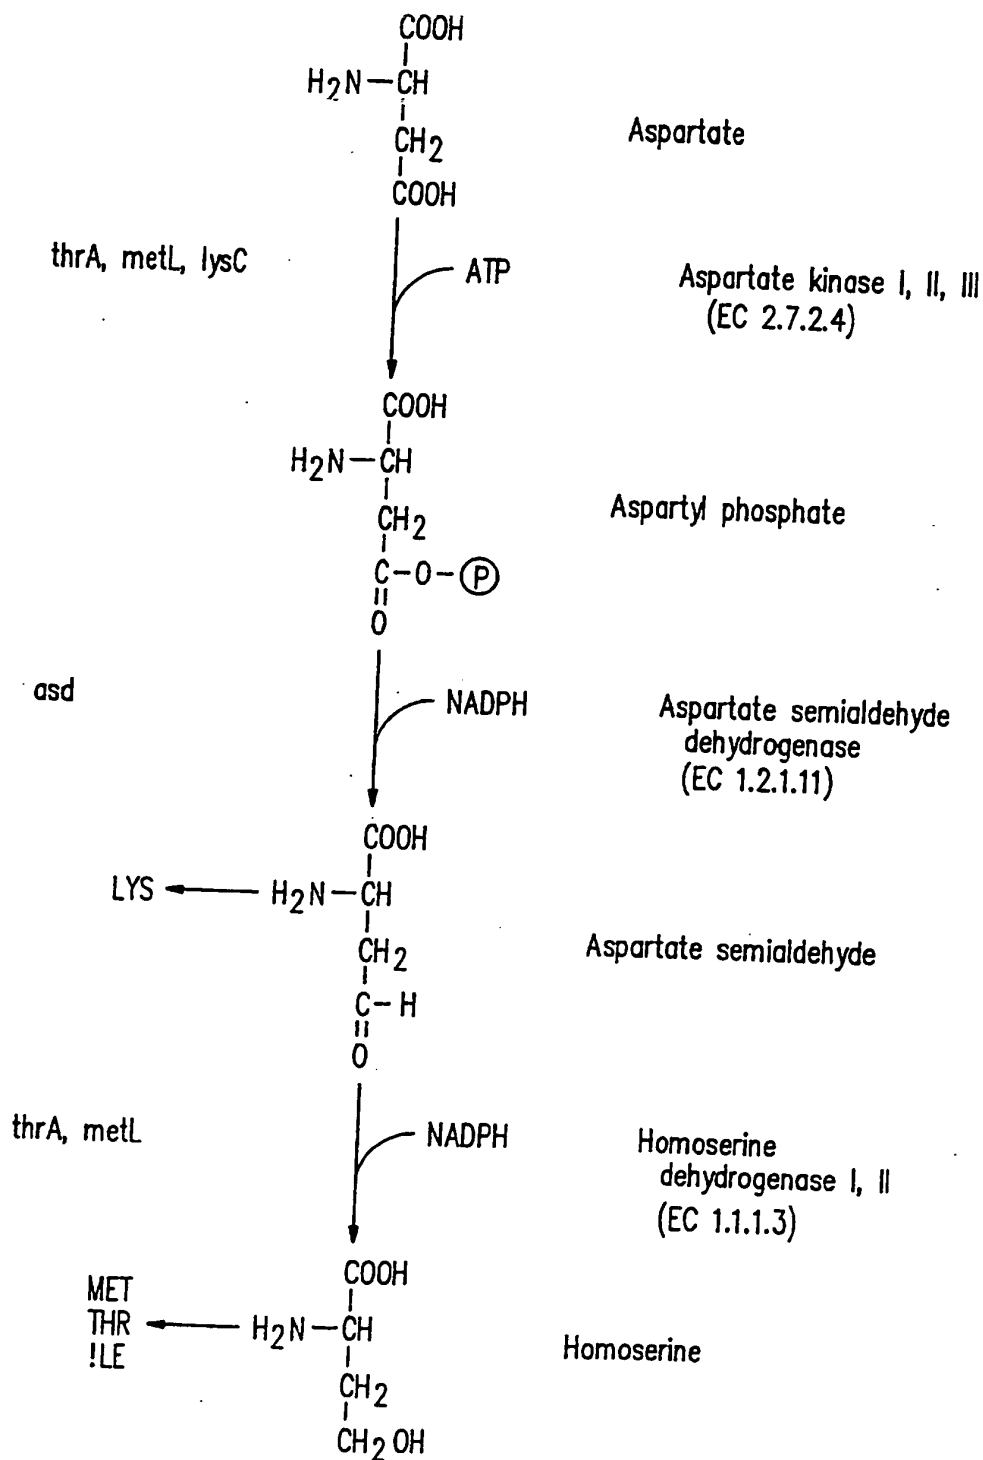 COOH
H2N—CH
CH2
Aspartate
COOH
thrA, metL, lysC
ATP
Aspartate kinase I, II, III
(EC 2.7.2.4)
COOH
H2N—CH
CH2
Aspartyl phosphate
C—O—P
O
asd
NADPH
Aspartate semialdehyde
dehydrogenase
(EC 1.2.1.11)
COOH
LYS
H2N—CH
CH2
Aspartate semialdehyde
C—H
O
thrA, metL
NADPH
Homoserine
dehydrogenase I, II
(EC 1.1.1.3)
COOH
MET
THR
!LE
H2N—CH
Homoserine
CH2
CH2OH